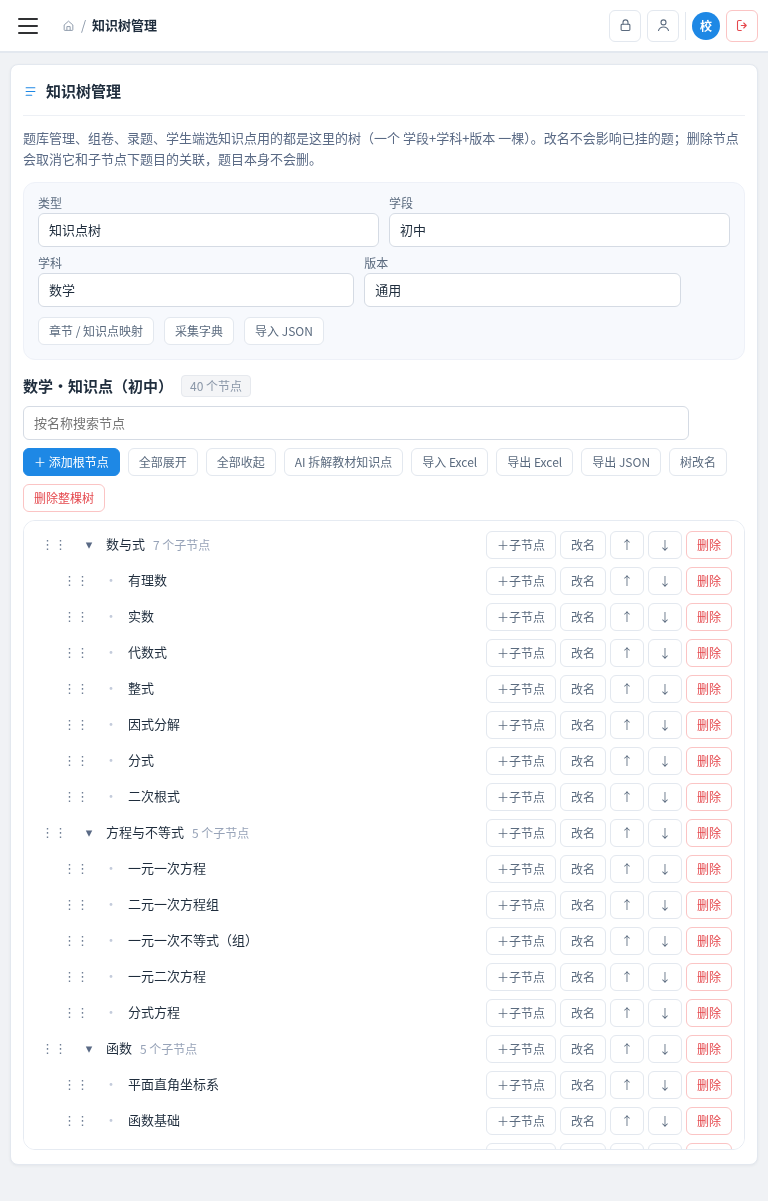 / 知识树管理
校
知识树管理
题库管理、组卷、录题、学生端选知识点用的都是这里的树（一个 学段+学科+版本 一棵）。改名不会影响已挂的题；删除节点
会取消它和子节点下题目的关联，题目本身不会删。
类型 学段
知识点树 初中
学科 版本
数学 通用
章节 / 知识点映射 采集字典 导入 JSON
数学·知识点（初中） 40 个节点
按名称搜索节点
＋ 添加根节点 全部展开 全部收起 AI 拆解教材知识点 导入 Excel 导出 Excel 导出 JSON 树改名
删除整棵树
⋮⋮ ▼ 数与式 7 个子节点 ＋子节点 改名 ↑ ↓ 删除
⋮⋮ • 有理数 ＋子节点 改名 ↑ ↓ 删除
⋮⋮ • 实数 ＋子节点 改名 ↑ ↓ 删除
⋮⋮ • 代数式 ＋子节点 改名 ↑ ↓ 删除
⋮⋮ • 整式 ＋子节点 改名 ↑ ↓ 删除
⋮⋮ • 因式分解 ＋子节点 改名 ↑ ↓ 删除
⋮⋮ • 分式 ＋子节点 改名 ↑ ↓ 删除
⋮⋮ • 二次根式 ＋子节点 改名 ↑ ↓ 删除
⋮⋮ ▼ 方程与不等式 5 个子节点 ＋子节点 改名 ↑ ↓ 删除
⋮⋮ • 一元一次方程 ＋子节点 改名 ↑ ↓ 删除
⋮⋮ • 二元一次方程组 ＋子节点 改名 ↑ ↓ 删除
⋮⋮ • 一元一次不等式（组） ＋子节点 改名 ↑ ↓ 删除
⋮⋮ • 一元二次方程 ＋子节点 改名 ↑ ↓ 删除
⋮⋮ • 分式方程 ＋子节点 改名 ↑ ↓ 删除
⋮⋮ ▼ 函数 5 个子节点 ＋子节点 改名 ↑ ↓ 删除
⋮⋮ • 平面直角坐标系 ＋子节点 改名 ↑ ↓ 删除
⋮⋮ • 函数基础 ＋子节点 改名 ↑ ↓ 删除